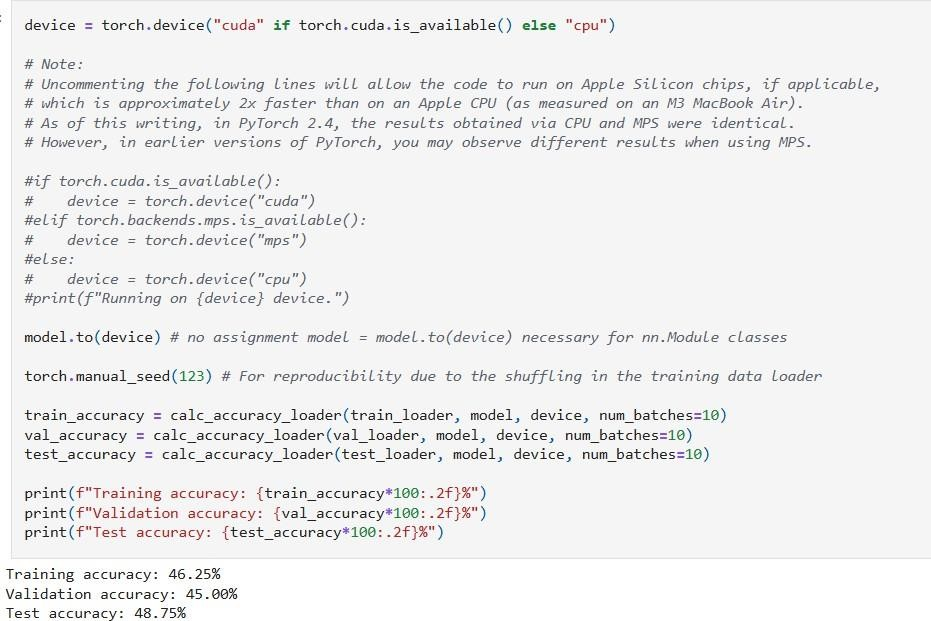 device = torch.device("cuda" if torch.cuda.is_available() else "cpu")
# Note:
# Uncommenting the following lines will allow the code to run on Apple Silicon chips, if applicable,
# which is approximately 2x faster than on an Apple CPU (as measured on an M3 MacBook Air).
# As of this writing, in PyTorch 2.4, the results obtained via CPU and MPS were identical.
# However, in earlier versions of PyTorch, you may observe different results when using MPS.
#if torch.cuda.is_available():
#    device = torch.device("cuda")
#elif torch.backends.mps.is_available():
#    device = torch.device("mps")
#else:
#    device = torch.device("cpu")
#print(f"Running on {device} device.")
model.to(device) # no assignment model = model.to(device) necessary for nn.Module classes
torch.manual_seed(123) # For reproducibility due to the shuffling in the training data loader
train_accuracy = calc_accuracy_loader(train_loader, model, device, num_batches=10)
val_accuracy = calc_accuracy_loader(val_loader, model, device, num_batches=10)
test_accuracy = calc_accuracy_loader(test_loader, model, device, num_batches=10)
print(f"Training accuracy: {train_accuracy*100:.2f}%")
print(f"Validation accuracy: {val_accuracy*100:.2f}%")
print(f"Test accuracy: {test_accuracy*100:.2f}%")
Training accuracy: 46.25%
Validation accuracy: 45.00%
Test accuracy: 48.75%